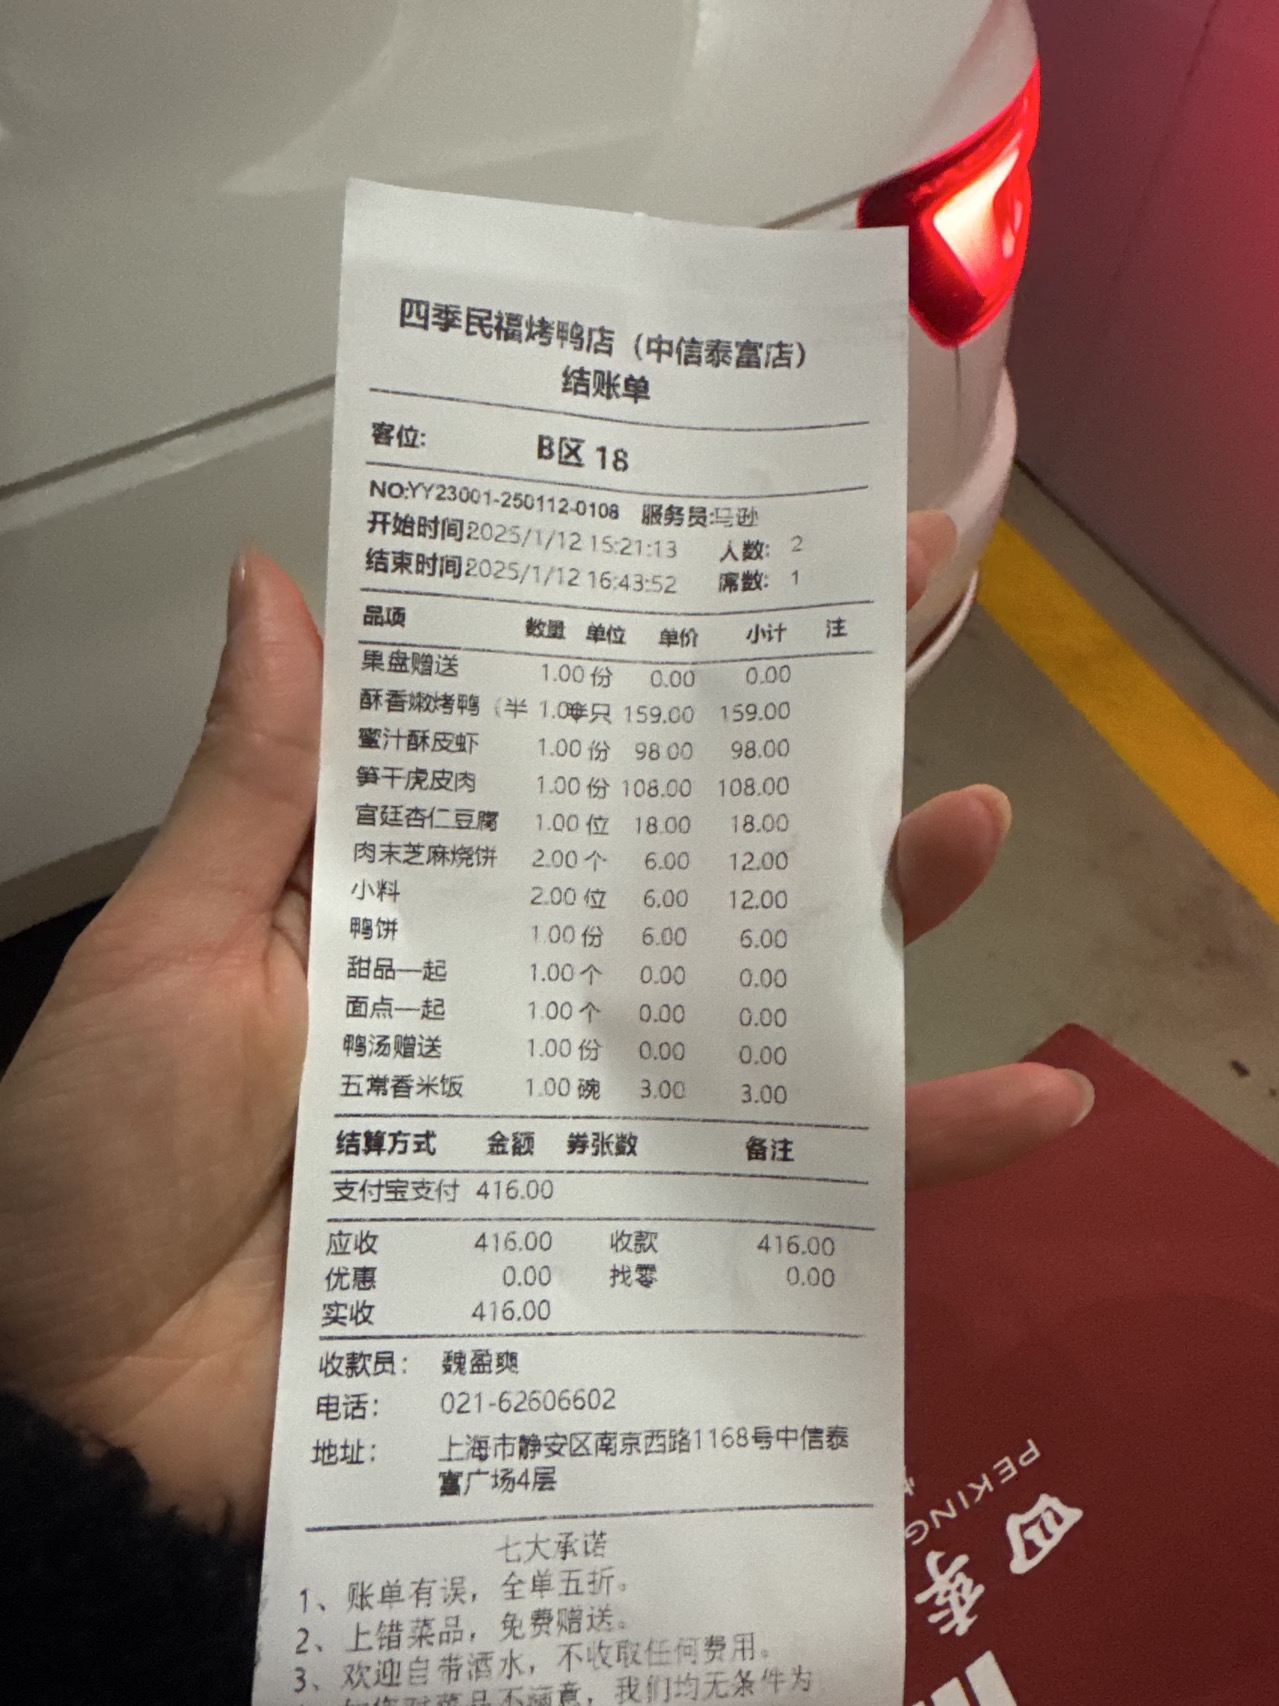 四季民福烤鸭店（中信泰富店）
结账单
客位: B区 18
NO:YY23001-250112-0108 服务员:马逊
开始时间2025/1/12 15:21:13 人数: 2
结束时间2025/1/12 16:43:52 席数: 1
品项 数量 单位 单价 小计 注
果盘赠送 1.00 份 0.00 0.00
酥香嫩烤鸭（半 1.00 半只 159.00 159.00
蜜汁酥皮虾 1.00 份 98.00 98.00
笋干虎皮肉 1.00 份 108.00 108.00
宫廷杏仁豆腐 1.00 位 18.00 18.00
肉末芝麻烧饼 2.00 个 6.00 12.00
小料 2.00 位 6.00 12.00
鸭饼 1.00 份 6.00 6.00
甜品一起 1.00 个 0.00 0.00
面点一起 1.00 个 0.00 0.00
鸭汤赠送 1.00 份 0.00 0.00
五常香米饭 1.00 碗 3.00 3.00
结算方式 金额 券张数 备注
支付宝支付 416.00
应收 416.00 收款 416.00
优惠 0.00 找零 0.00
实收 416.00
收款员: 魏盈爽
电话: 021-62606602
地址: 上海市静安区南京西路1168号中信泰
富广场4层
七大承诺
1、账单有误，全单五折。
2、上错菜品，免费赠送。
3、欢迎自带酒水，不收取任何费用。
不满意，我们均无条件为
PEKING
四季